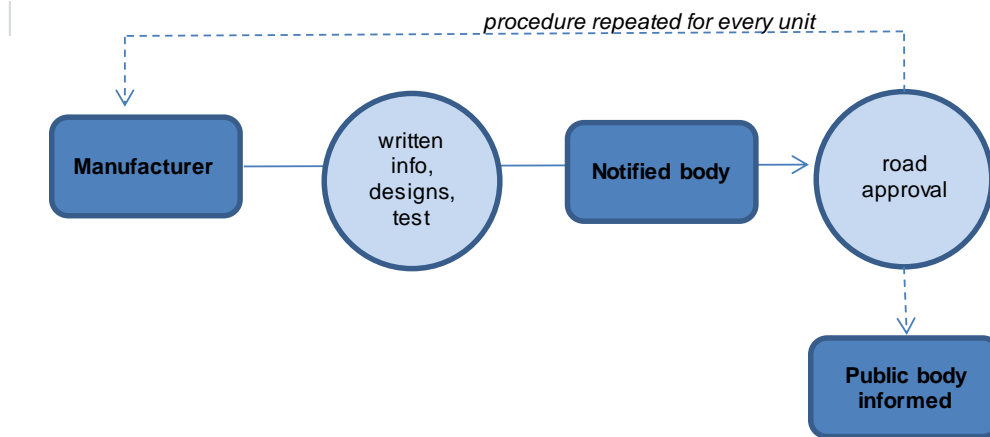 procedure repeated for every unit
Manufacturer
written
info,
designs,
test
Notified body
road
approval
Public body
informed